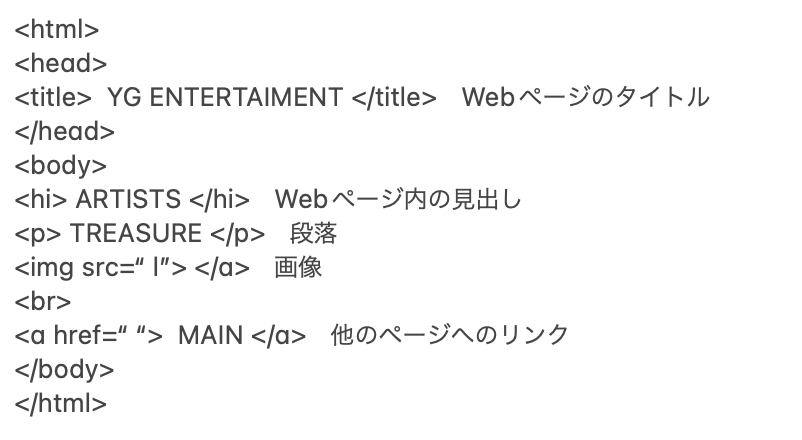 <html>
<head>
<title>  YG ENTERTAIMENT </title>　Webページのタイトル
</head>
<body>
<hi> ARTISTS </hi>　Webページ内の見出し
<p> TREASURE </p>　段落
<img src=“ l”> </a>　画像
<br>
<a href=“ “>  MAIN </a>　他のページへのリンク
</body>
</html>